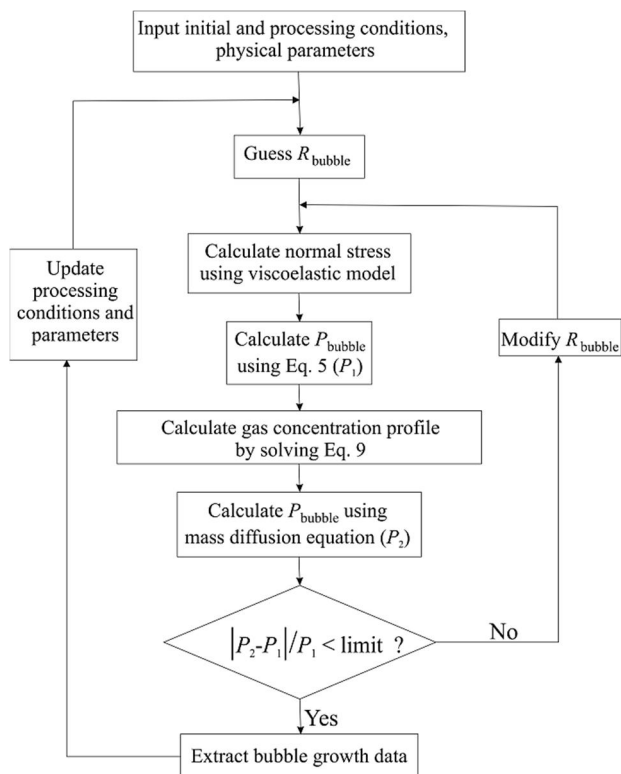 Input initial and processing conditions,
physical parameters
Guess R_bubble
Calculate normal stress
using viscoelastic model
Update
processing
conditions and
parameters
Calculate P_bubble
using Eq. 5 (P_1)
Modify R_bubble
Calculate gas concentration profile
by solving Eq. 9
Calculate P_bubble using
mass diffusion equation (P_2)
|P_2-P_1|/P_1 < limit ?
No
Yes
Extract bubble growth data